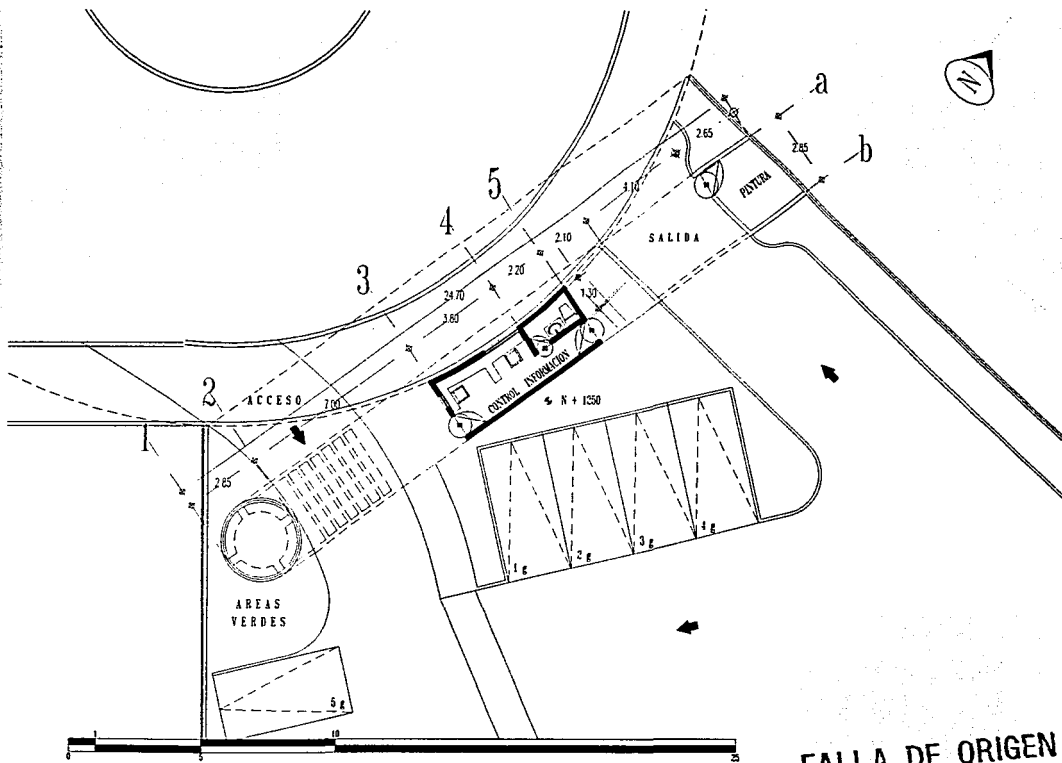 N
a
2.65
2.85
b
5
PINTURA
4.10
4
SALIDA
2.10
2.20
3
24.70
1.30
3.60
CONTROL INFORMACION
2
ACCESO
7.00
N + 1350
1
2.85
4 g
3 g
2 g
1 g
AREAS
VERDES
5 g
1
10
0
5
25
FALLA DE ORIGEN